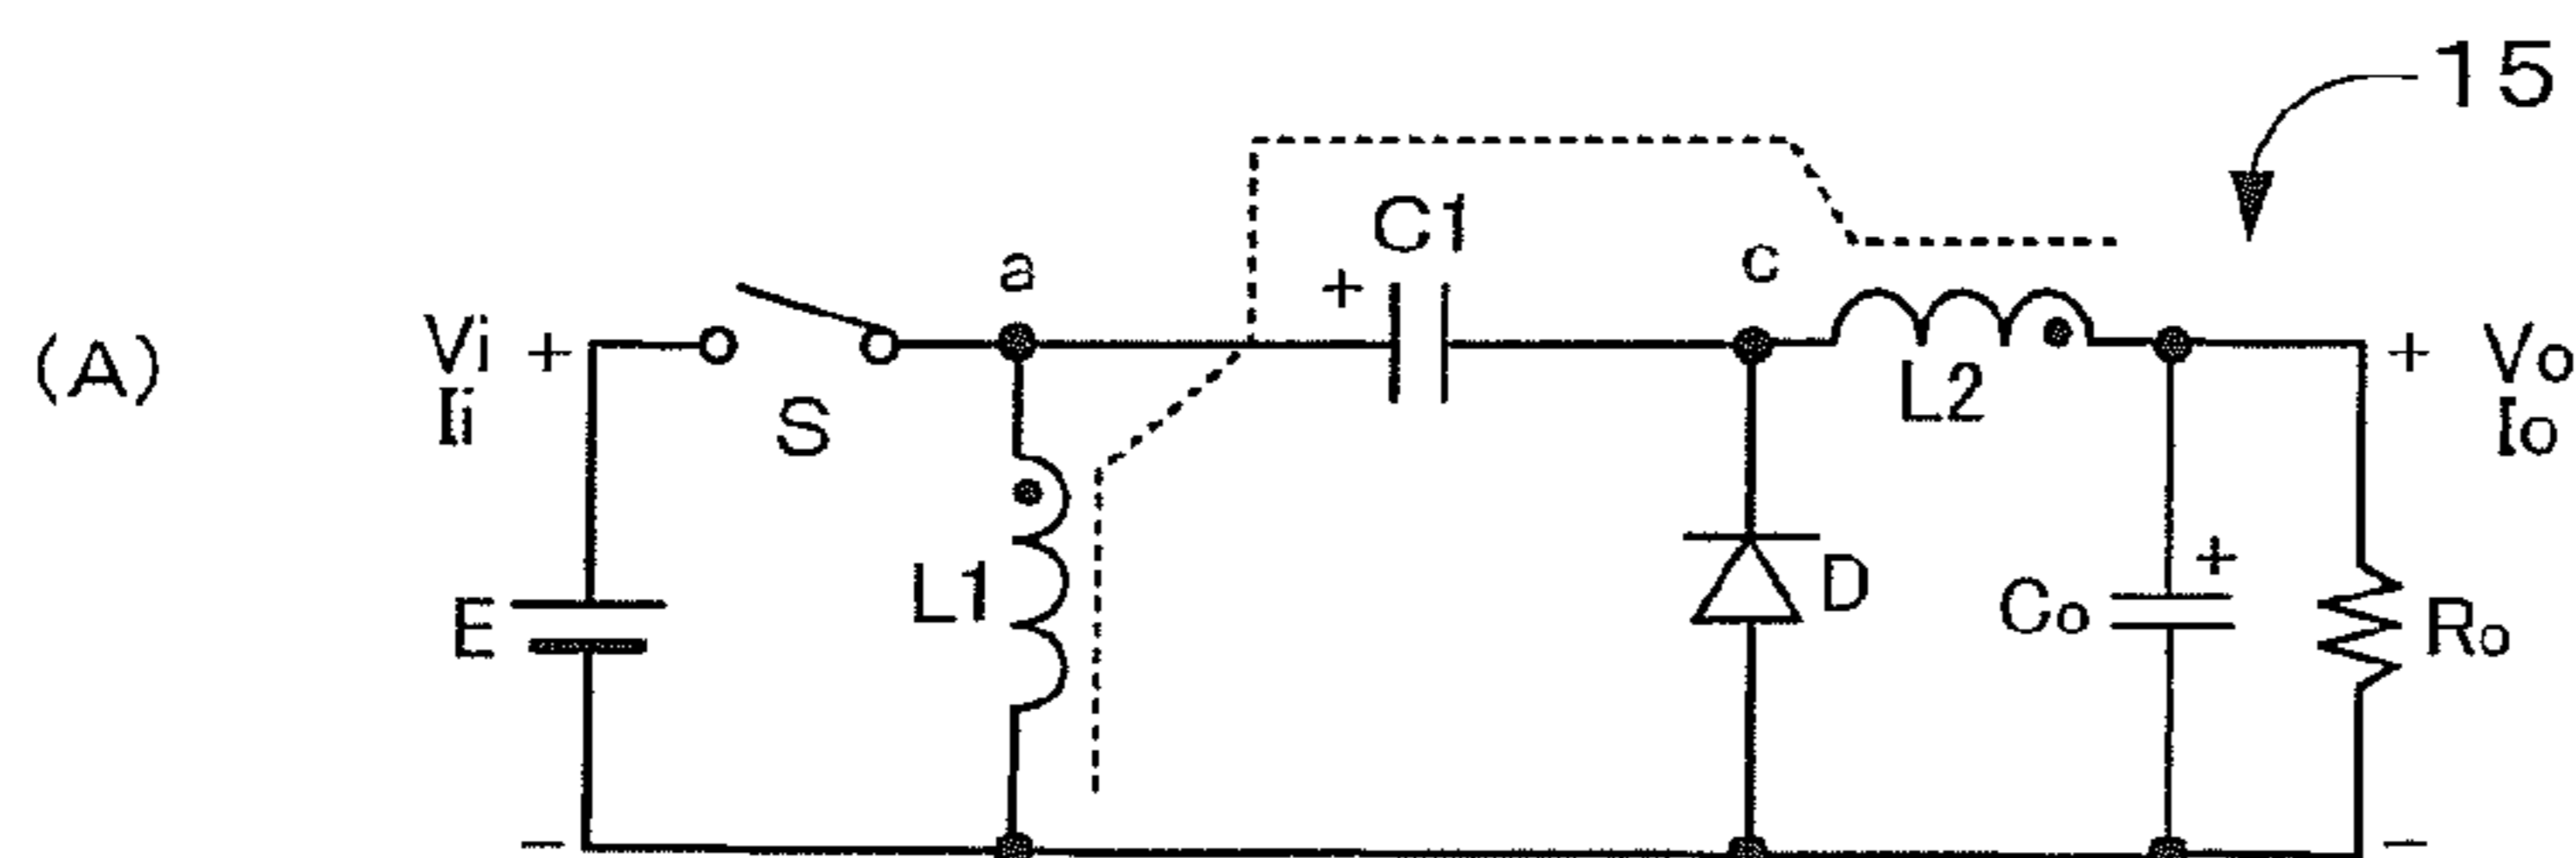 15
C1
a
c
(A)
Vi +
Ii
S
+
L2
+ Vo
Io
E
L1
D
Co
+
Ro
−
−